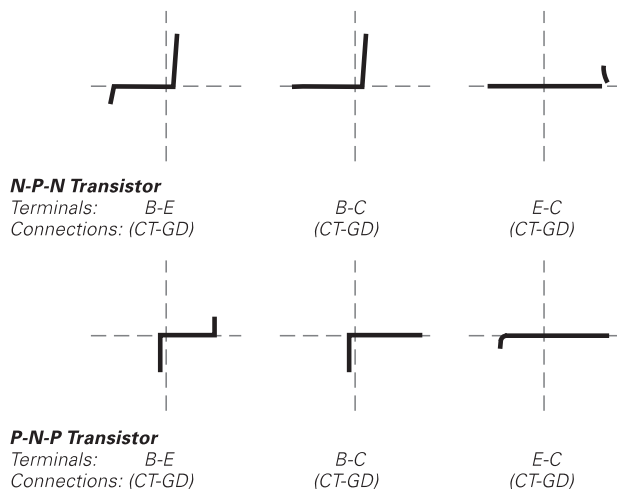 N-P-N Transistor
Terminals: B-E B-C E-C
Connections: (CT-GD) (CT-GD) (CT-GD)
P-N-P Transistor
Terminals: B-E B-C E-C
Connections: (CT-GD) (CT-GD) (CT-GD)